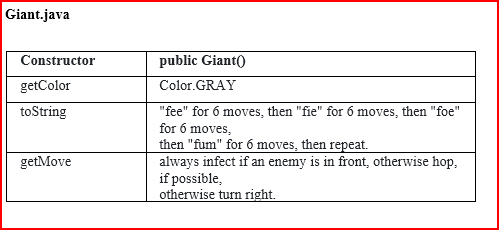 Giant.java
Constructor public Giant()
getColor Color.GRAY
toString "fee" for 6 moves, then "fie" for 6 moves, then "foe"
for 6 moves,
then "fum" for 6 moves, then repeat.
getMove always infect if an enemy is in front, otherwise hop,
if possible,
otherwise turn right.